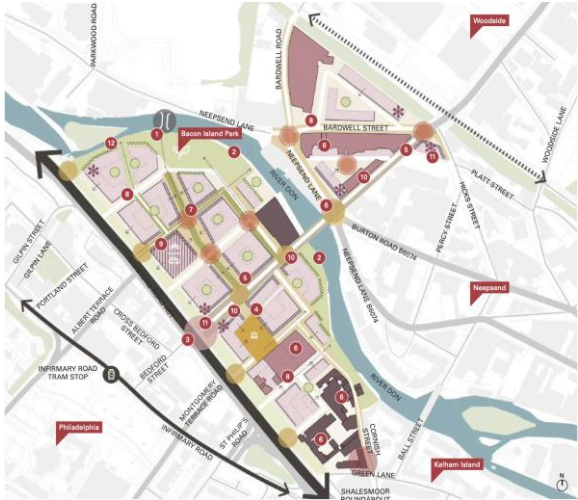 Woodside
PARKWOOD ROAD
BARDWELL ROAD
NEEPSEND LANE
8
BARDWELL STREET
1
Bacon Island Park
12
2
6
5
11
WOODSIDE LANE
PLATT STREET
HICKS STREET
PERCY STREET
NEEPSEND LANE
10
RIVER DON
8
7
6
BURTON ROAD B6074
GILPIN STREET
GILPIN LANE
PORTLAND STREET
9
10
2
5
NEEPSEND LANE B6074
Neepsend
ALBERT TERRACE
ROAD
CROSS BEDFORD
STREET
BEDFORD
STREET
10
4
11
3
6
8
INFIRMARY ROAD
TRAM STOP
MONTGOMERY
TERRACE ROAD
RIVER DON
6
ST PHILIP'S
ROAD
Philadelphia
INFIRMARY ROAD
6
CORNISH
STREET
BALL STREET
GREEN LANE
Kelham Island
SHALESMOOR
ROUNDABOUT
N